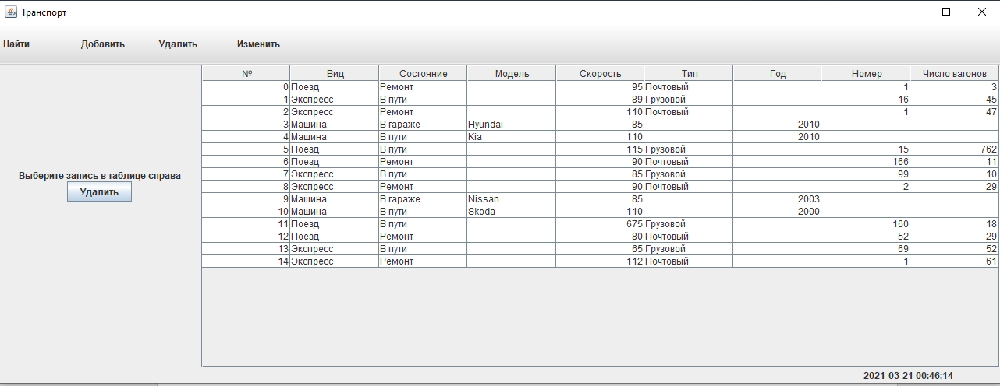 Транспорт
Найти Добавить Удалить Изменить
№ Вид Состояние Модель Скорость Тип Год Номер Число вагонов
0 Поезд Ремонт 95 Почтовый 1 3
1 Экспресс В пути 89 Грузовой 16 45
2 Экспресс Ремонт 110 Почтовый 1 47
3 Машина В гараже Hyundai 85 2010
4 Машина В пути Kia 110 2010
5 Поезд В пути 115 Грузовой 15 762
6 Поезд Ремонт 90 Почтовый 166 11
7 Экспресс В пути 85 Грузовой 99 10
8 Экспресс Ремонт 90 Почтовый 2 29
9 Машина В гараже Nissan 85 2003
10 Машина В пути Skoda 110 2000
11 Поезд В пути 675 Грузовой 160 18
12 Поезд Ремонт 80 Почтовый 52 29
13 Экспресс В пути 65 Грузовой 69 52
14 Экспресс Ремонт 112 Почтовый 1 61
Выберите запись в таблице справа
Удалить
2021-03-21 00:46:14